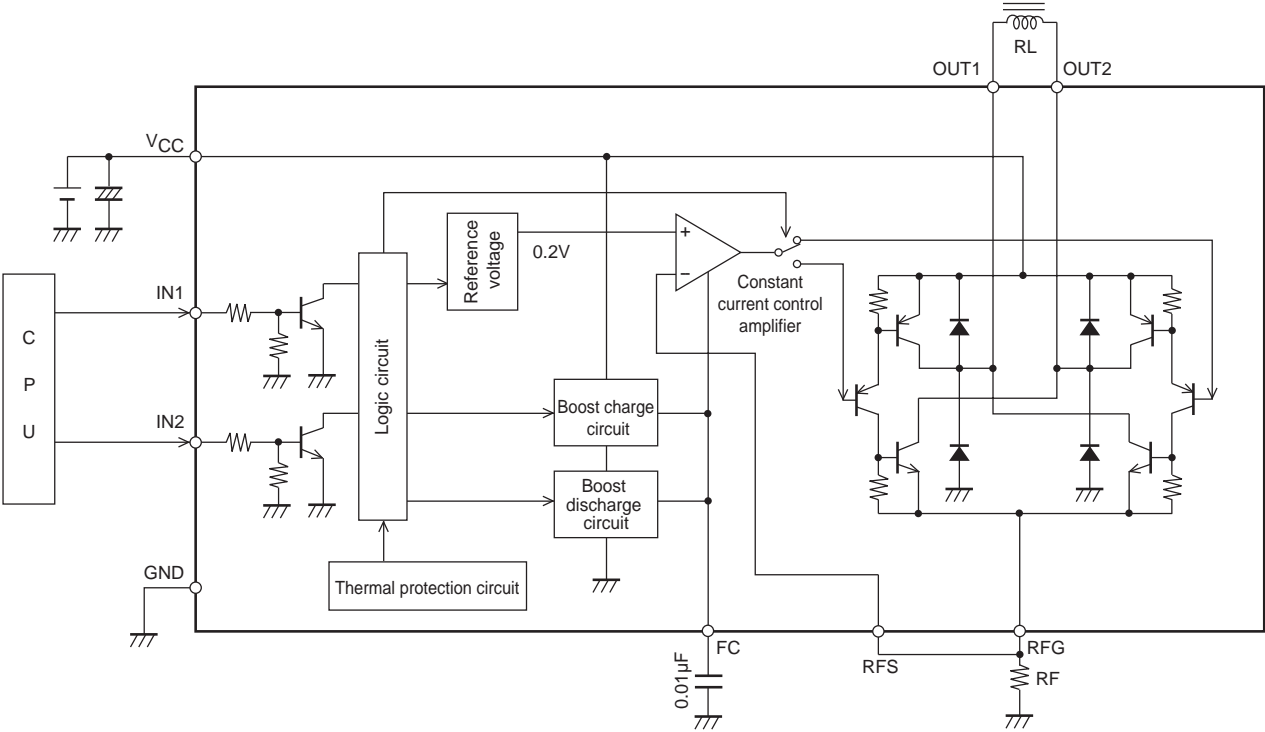 RL
OUT1
OUT2
VCC
Reference
voltage
0.2V
+
−
Constant
current control
amplifier
IN1
C
P
U
Logic circuit
IN2
Boost charge
circuit
Boost
discharge
circuit
GND
Thermal protection circuit
FC
0.01μF
RFS
RFG
RF